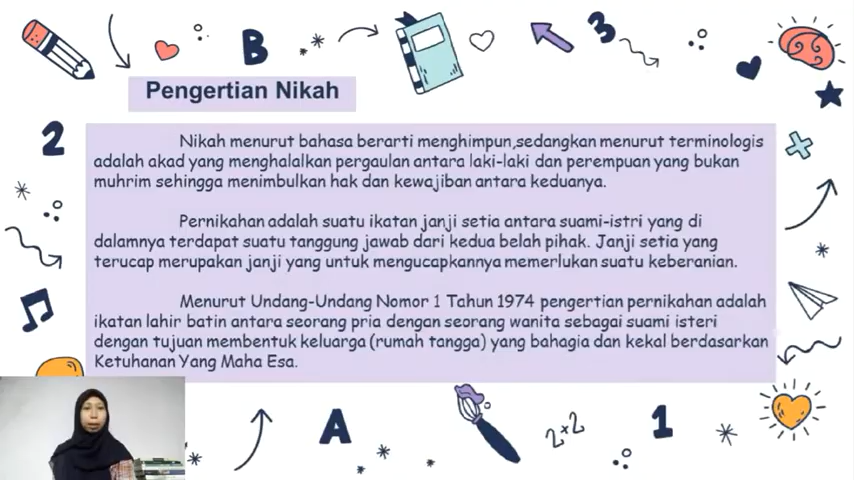 B
3
Pengertian Nikah
2
Nikah menurut bahasa berarti menghimpun,sedangkan menurut terminologis
adalah akad yang menghalalkan pergaulan antara laki-laki dan perempuan yang bukan
muhrim sehingga menimbulkan hak dan kewajiban antara keduanya.
Pernikahan adalah suatu ikatan janji setia antara suami-istri yang di
dalamnya terdapat suatu tanggung jawab dari kedua belah pihak. Janji setia yang
terucap merupakan janji yang untuk mengucapkannya memerlukan suatu keberanian.
Menurut Undang-Undang Nomor 1 Tahun 1974 pengertian pernikahan adalah
ikatan lahir batin antara seorang pria dengan seorang wanita sebagai suami isteri
dengan tujuan membentuk keluarga (rumah tangga) yang bahagia dan kekal berdasarkan
Ketuhanan Yang Maha Esa.
A
2x2
1